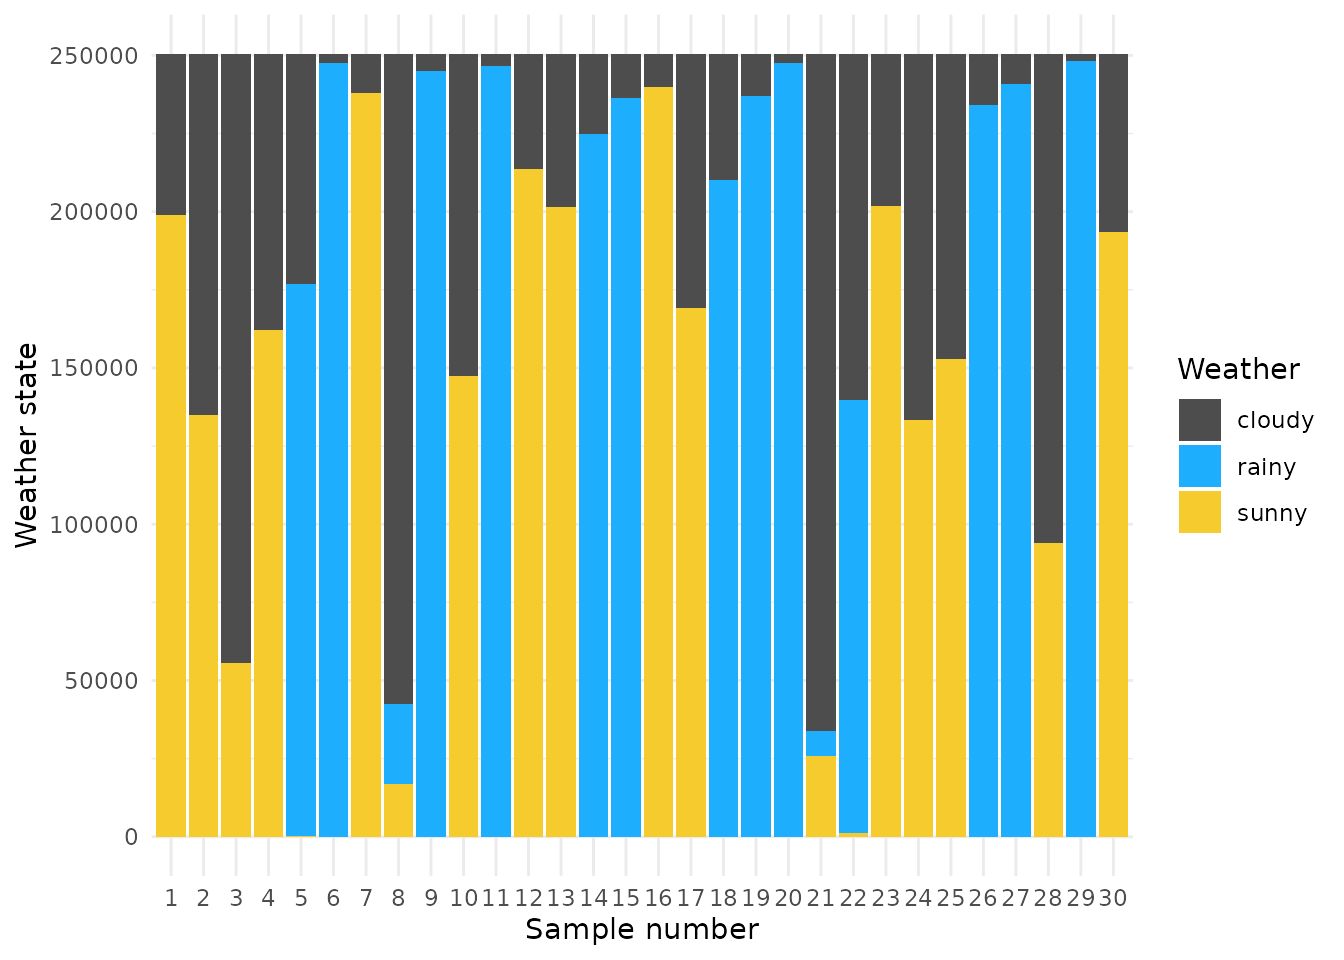 250000
200000
150000
100000
50000
0
Weather state
1 2 3 4 5 6 7 8 9 10 11 12 13 14 15 16 17 18 19 20 21 22 23 24 25 26 27 28 29 30
Sample number
Weather
cloudy
rainy
sunny